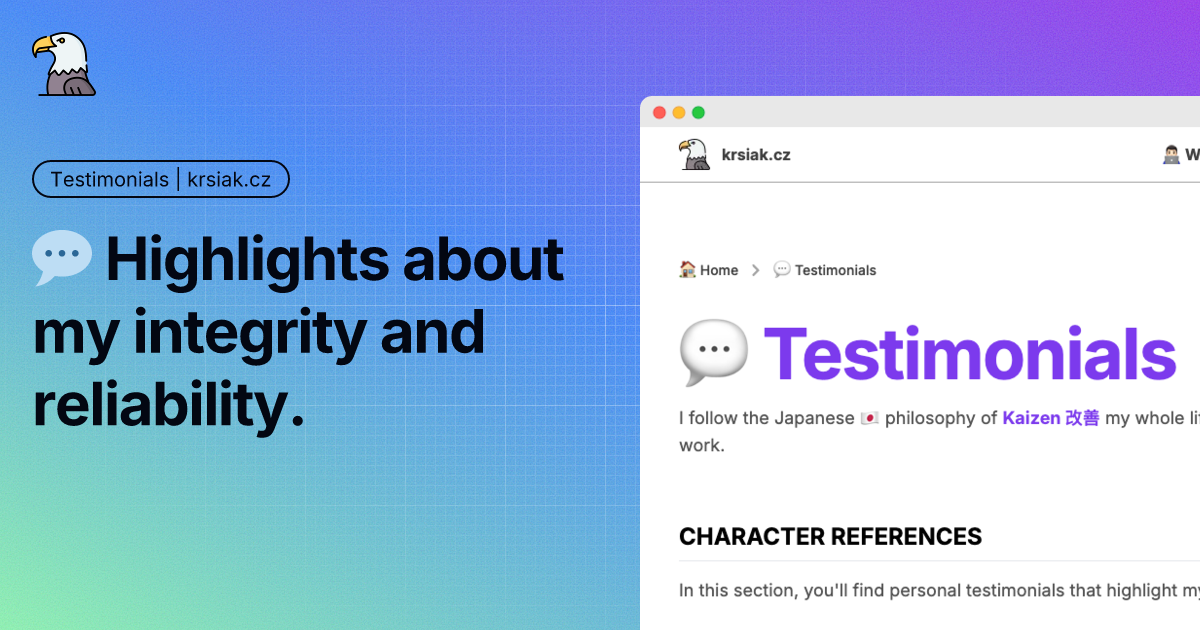 Testimonials | krsiak.cz
💬 Highlights about
my integrity and
reliability.
krsiak.cz
W
🏠 Home > 💬 Testimonials
💬 Testimonials
I follow the Japanese 🇯🇵 philosophy of Kaizen 改善 my whole li
work.
CHARACTER REFERENCES
In this section, you'll find personal testimonials that highlight my